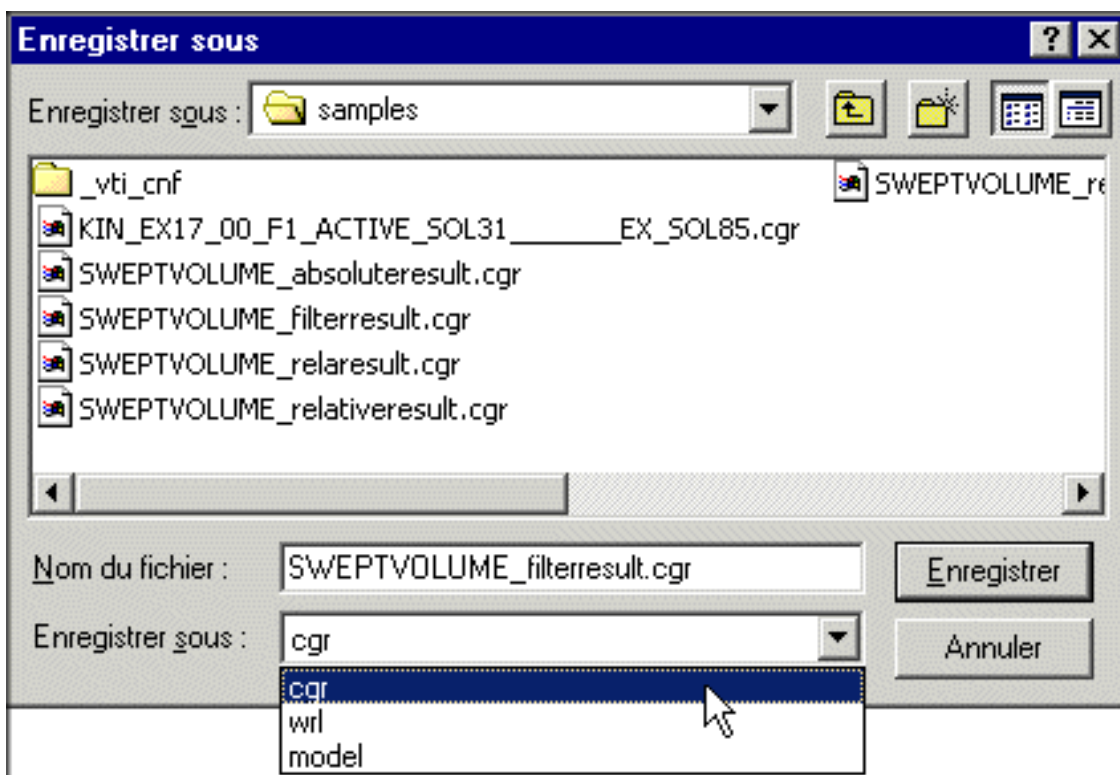 Enregistrer sous
Enregistrer sous : samples
_vti_cnf
KIN_EX17_00_F1_ACTIVE_SOL31_______EX_SOL85.cgr
SWEPTVOLUME_absoluteresult.cgr
SWEPTVOLUME_filterresult.cgr
SWEPTVOLUME_relaresult.cgr
SWEPTVOLUME_relativeresult.cgr
SWEPTVOLUME_re
Nom du fichier : SWEPTVOLUME_filterresult.cgr Enregistrer
Enregistrer sous : cgr Annuler
cgr
wrl
model